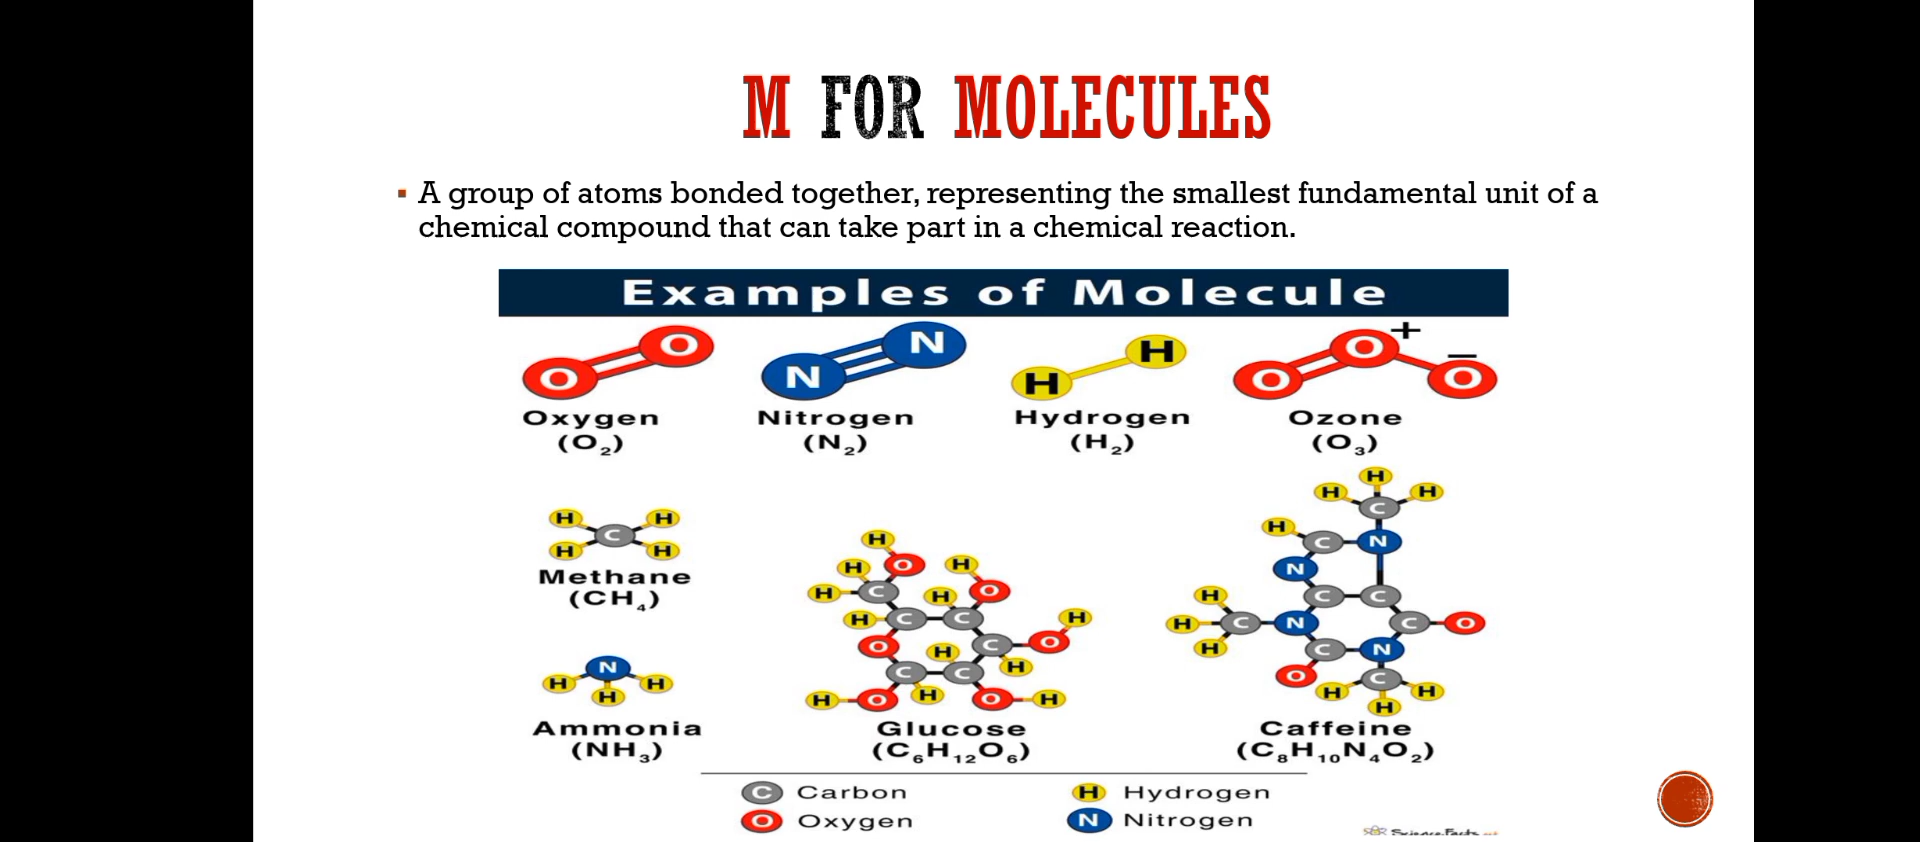 M FOR MOLECULES
▪ A group of atoms bonded together, representing the smallest fundamental unit of a
chemical compound that can take part in a chemical reaction.
Examples of Molecule
O O N N H H O O + O −
Oxygen Nitrogen Hydrogen Ozone
(O₂) (N₂) (H₂) (O₃)
H H C H H
Methane
(CH₄)
N H H H
Ammonia
(NH₃)
H
H O H
H C H O
H C C H
O H C O
C C H
H O H O H
Glucose
(C₆H₁₂O₆)
H
H H
C
H C N
N
H C C
H C N C O
H C N
O C
H H
H
Caffeine
(C₈H₁₀N₄O₂)
C Carbon H Hydrogen
O Oxygen N Nitrogen
ScienceFacts.net